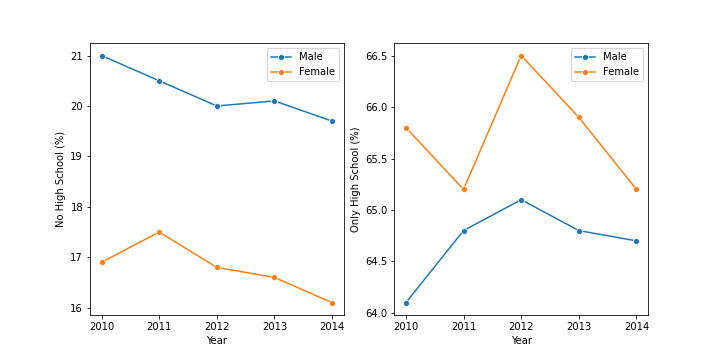 No High School (%)
21
20
19
18
17
16
2010 2011 2012 2013 2014
Year
Male
Female
Only High School (%)
66.5
66.0
65.5
65.0
64.5
64.0
2010 2011 2012 2013 2014
Year
Male
Female